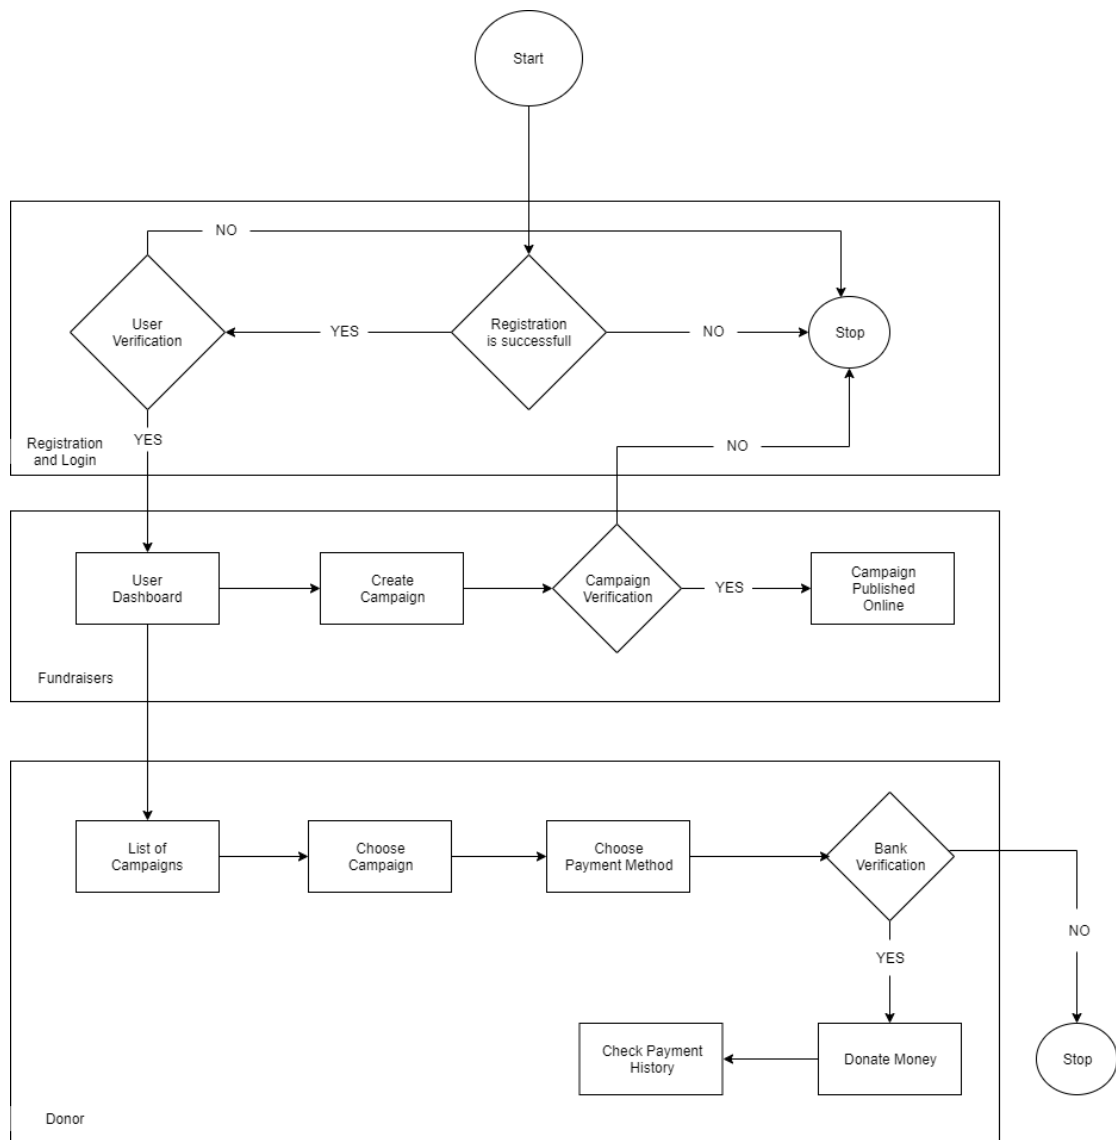 Start
NO
User
Verification
YES
Registration
is successfull
NO
Stop
Registration
and Login
YES
NO
User
Dashboard
Create
Campaign
Campaign
Verification
YES
Campaign
Published
Online
Fundraisers
List of
Campaigns
Choose
Campaign
Choose
Payment Method
Bank
Verification
NO
YES
Check Payment
History
Donate Money
Stop
Donor